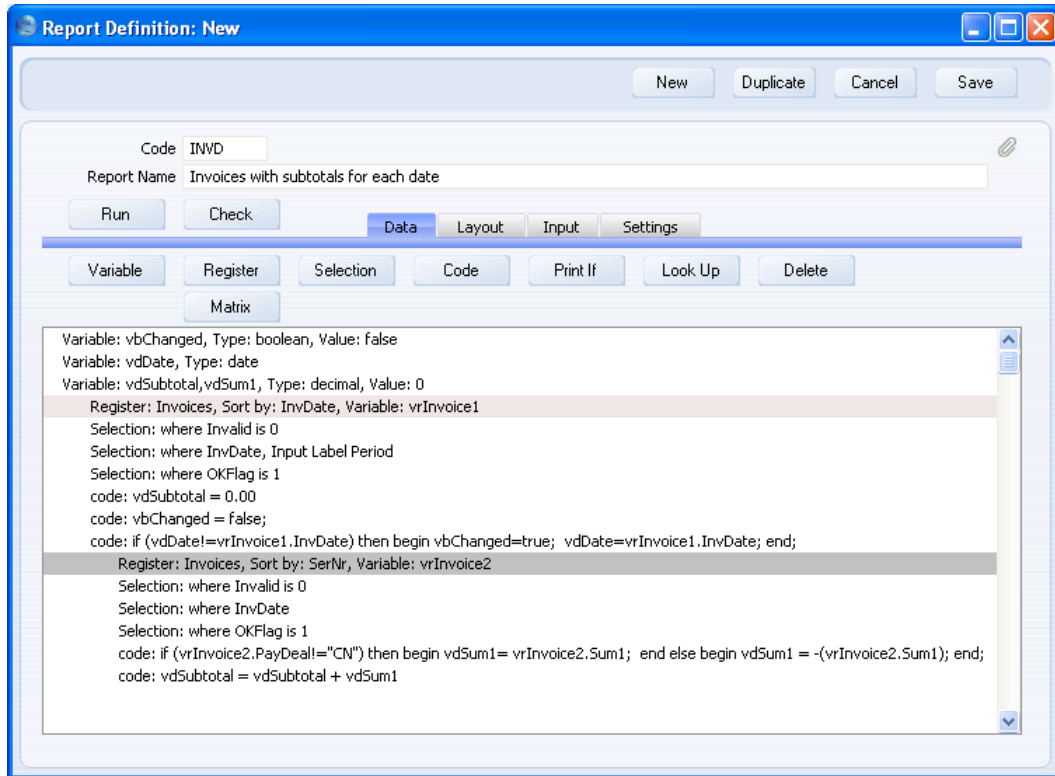 Report Definition: New
New Duplicate Cancel Save
Code INVD
Report Name Invoices with subtotals for each date
Run Check Data Layout Input Settings
Variable Register Selection Code Print If Look Up Delete
Matrix
Variable: vbChanged, Type: boolean, Value: false
Variable: vdDate, Type: date
Variable: vdSubtotal,vdSum1, Type: decimal, Value: 0
Register: Invoices, Sort by: InvDate, Variable: vrInvoice1
Selection: where Invalid is 0
Selection: where InvDate, Input Label Period
Selection: where OKFlag is 1
code: vdSubtotal = 0.00
code: vbChanged = false;
code: if (vdDate!=vrInvoice1.InvDate) then begin vbChanged=true;  vdDate=vrInvoice1.InvDate; end;
Register: Invoices, Sort by: SerNr, Variable: vrInvoice2
Selection: where Invalid is 0
Selection: where InvDate
Selection: where OKFlag is 1
code: if (vrInvoice2.PayDeal!="CN") then begin vdSum1= vrInvoice2.Sum1;  end else begin vdSum1 = -(vrInvoice2.Sum1); end;
code: vdSubtotal = vdSubtotal + vdSum1